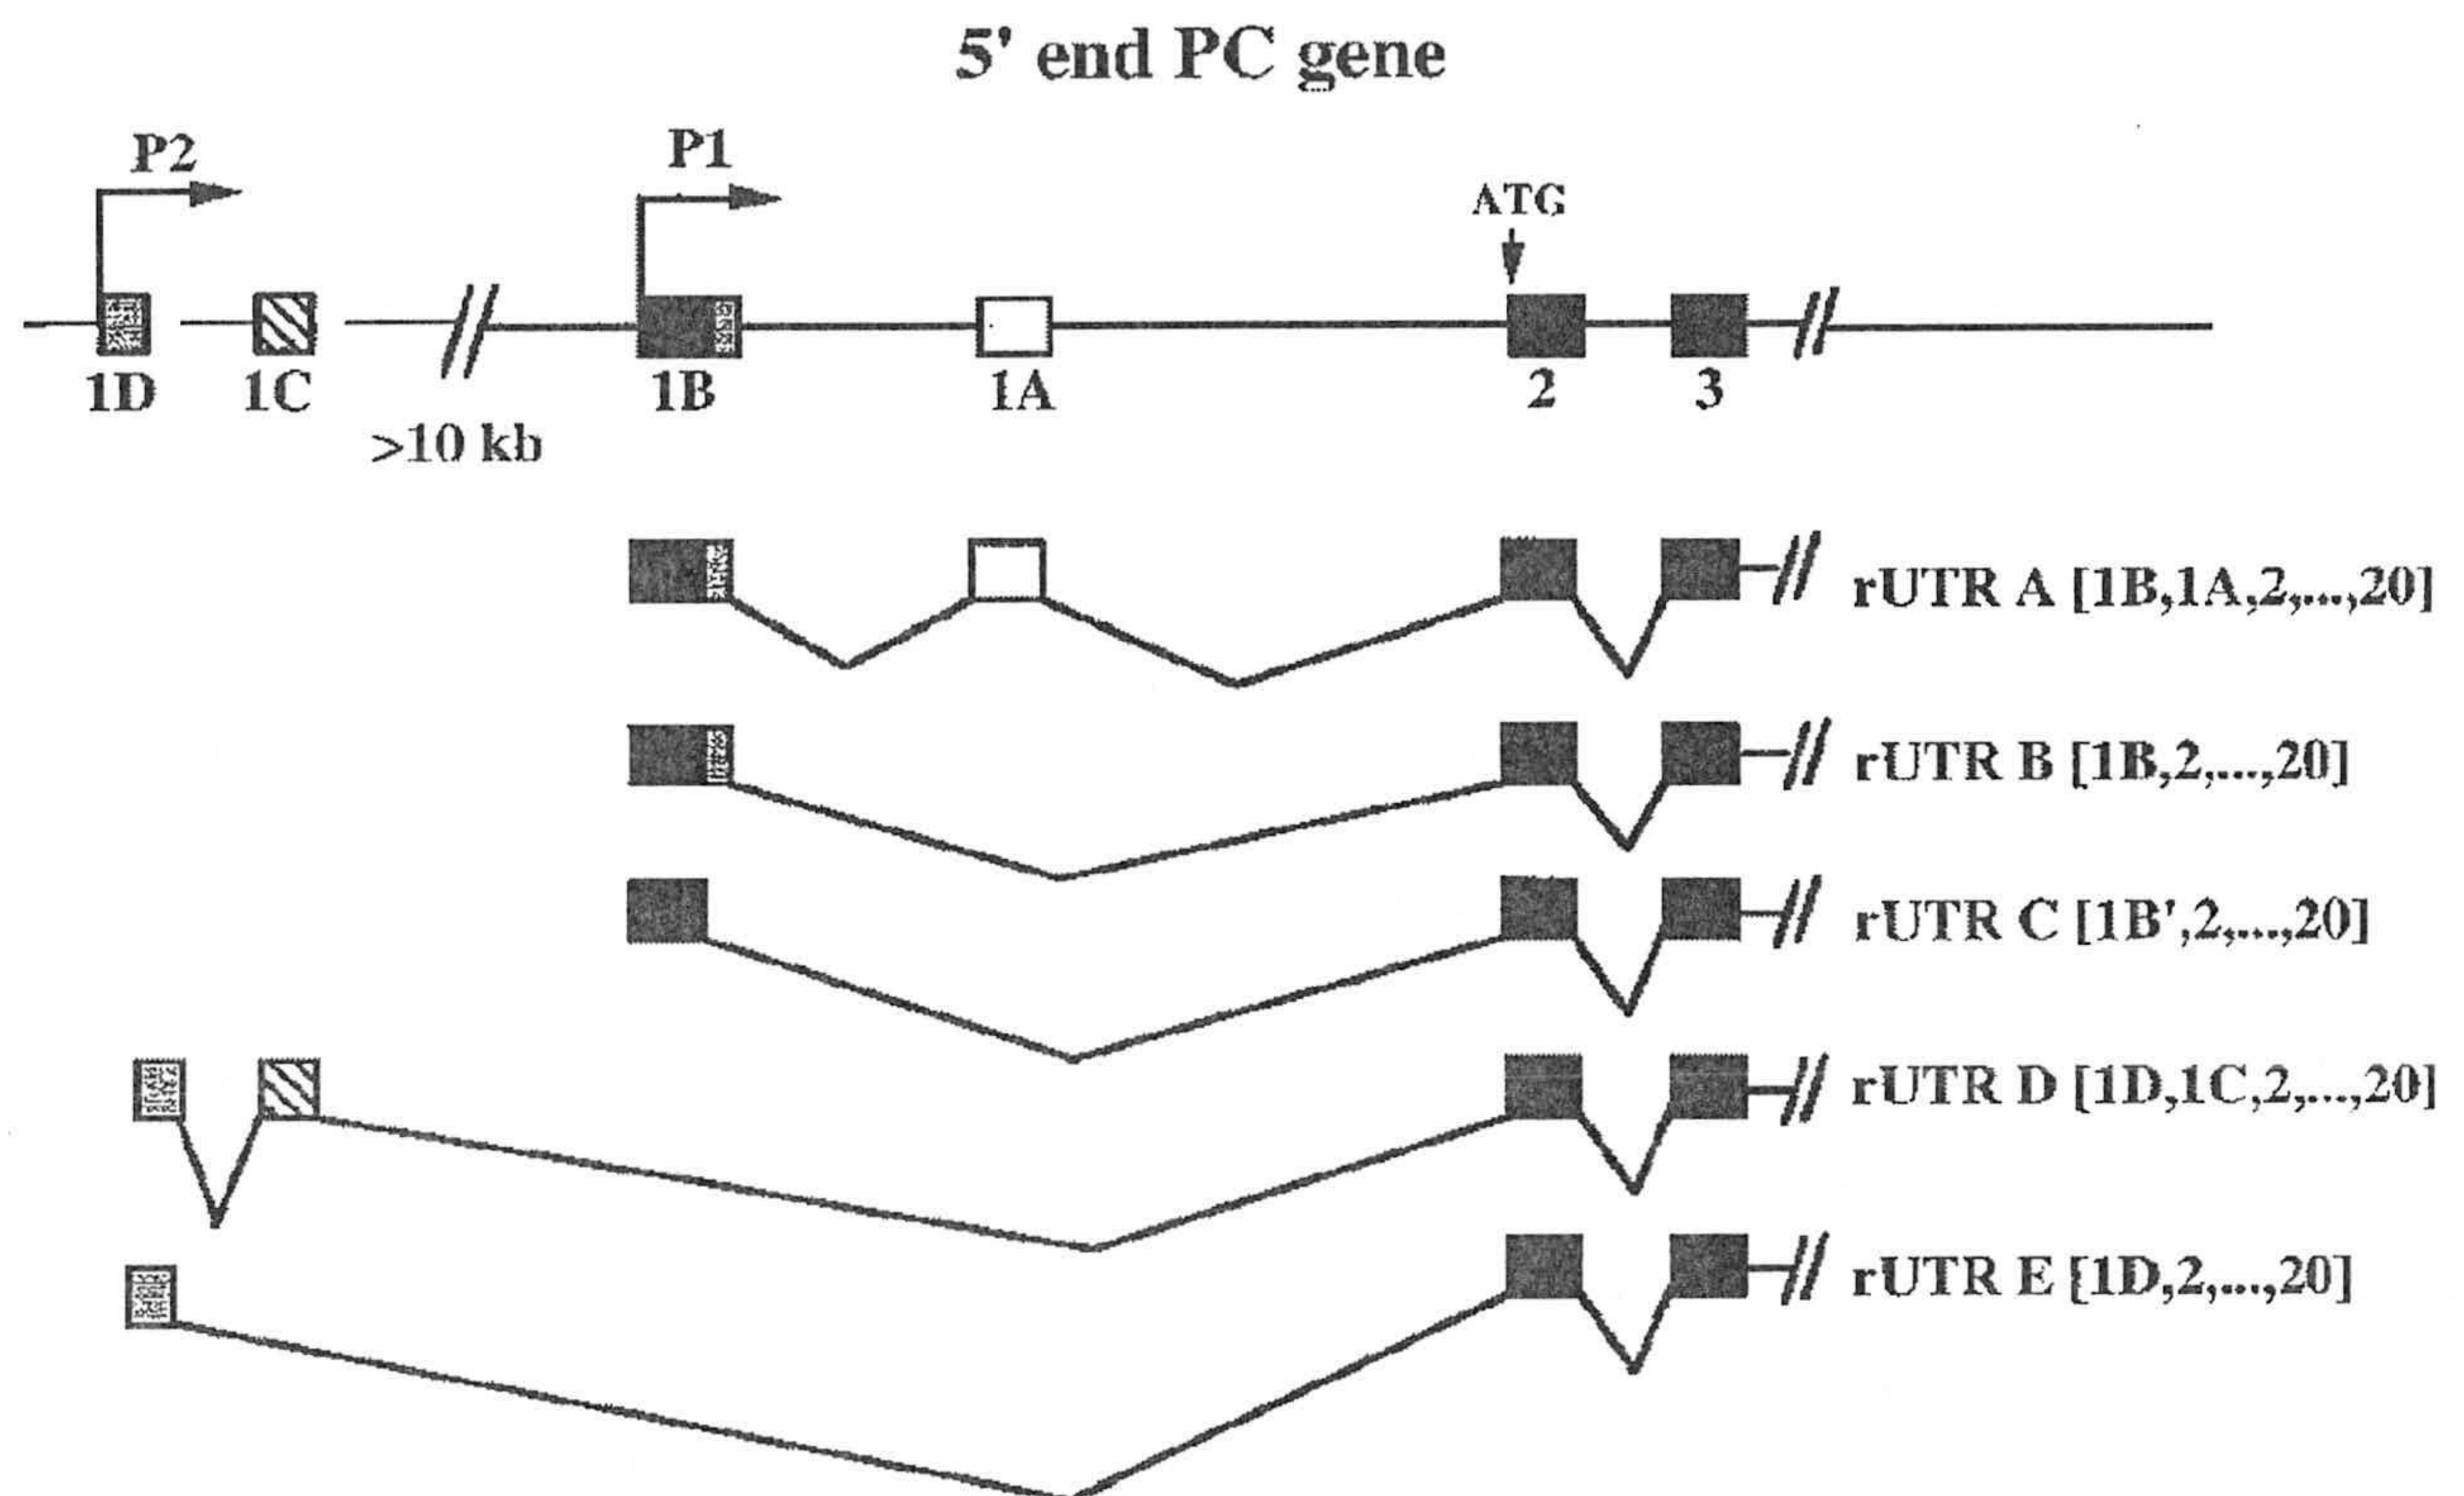 5' end PC gene
P2 P1
ATG
1D 1C 1B 1A 2 3
>10 kb
rUTR A [1B,1A,2,...,20]
rUTR B [1B,2,...,20]
rUTR C [1B',2,...,20]
rUTR D [1D,1C,2,...,20]
rUTR E [1D,2,...,20]